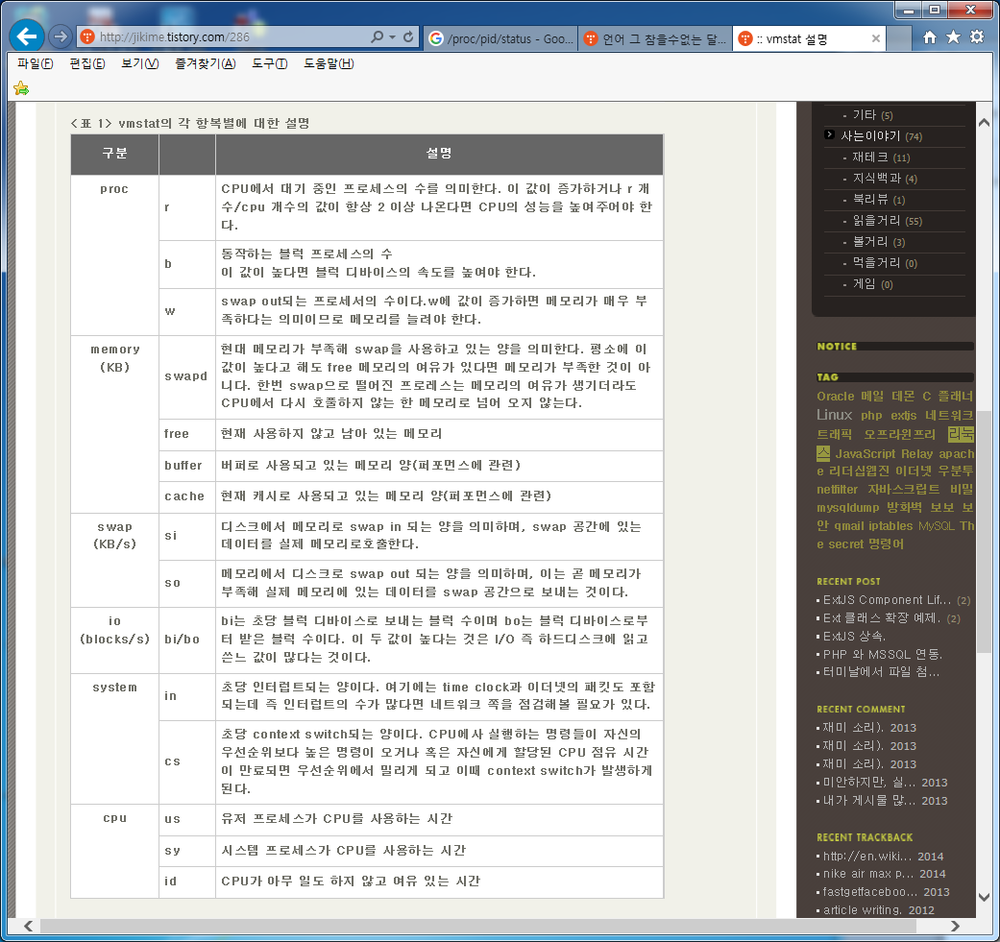 http://jikime.tistory.com/286
/proc/pid/status - Goo...
언어 그 참을수없는 달...
:: vmstat 설명
파일(F) 편집(E) 보기(V) 즐겨찾기(A) 도구(T) 도움말(H)
<표 1> vmstat의 각 항목별에 대한 설명
구분 설명
proc
r
CPU에서 대기 중인 프로세스의 수를 의미한다. 이 값이 증가하거나 r 개
수/cpu 개수의 값이 항상 2 이상 나온다면 CPU의 성능을 높여주어야 한
다.
b
동작하는 블럭 프로세스의 수
이 값이 높다면 블럭 디바이스의 속도를 높여야 한다.
w
swap out되는 프로세서의 수이다.w에 값이 증가하면 메모리가 매우 부
족하다는 의미이므로 메모리를 늘려야 한다.
memory
(KB)
swapd
현대 메모리가 부족해 swap을 사용하고 있는 양을 의미한다. 평소에 이
값이 높다고 해도 free 메모리의 여유가 있다면 메모리가 부족한 것이 아
니다. 한번 swap으로 떨어진 프로레스는 메모리의 여유가 생기더라도
CPU에서 다시 호풀하지 않는 한 메모리로 넘어 오지 않는다.
free 현재 사용하지 않고 남아 있는 메모리
buffer 버퍼로 사용되고 있는 메모리 양(퍼포먼스에 관련)
cache 현재 캐시로 사용되고 있는 메모리 양(퍼포먼스에 관련)
swap
(KB/s)
si
디스크에서 메모리로 swap in 되는 양을 의미하며, swap 공간에 있는
데이터를 실제 메모리로호출한다.
so
메모리에서 디스크로 swap out 되는 양을 의미하며, 이는 곧 메모리가
부족해 실제 메모리에 있는 데이터를 swap 공간으로 보내는 것이다.
io
(blocks/s)
bi/bo
bi는 초당 블럭 디바이스로 보내는 블럭 수이며 bo는 블럭 디바이스로부
터 받은 블럭 수이다. 이 두 값이 높다는 것은 I/O 즉 하드디스크에 읽고
쓴느 값이 많다는 것이다.
system
in
초당 인터럽트되는 양이다. 여기에는 time clock과 이더넷의 패킷도 포함
되는데 즉 인터럽트의 수가 많다면 네트워크 쪽을 점검해볼 필요가 있다.
cs
초당 context switch되는 양이다. CPU에사 실행하는 명령들이 자신의
우선순위보다 높은 명령이 오거나 혹은 자신에게 할당된 CPU 점유 시간
이 만료되면 우선순위에서 밀리게 되고 이때 context switch가 발생하게
된다.
cpu
us 유저 프로세스가 CPU를 사용하는 시간
sy 시스템 프로세스가 CPU를 사용하는 시간
id CPU가 아무 일도 하지 않고 여유 있는 시간
- 기타 (5)
사는이야기 (74)
- 재테크 (11)
- 지식백과 (4)
- 북리뷰 (1)
- 읽을거리 (55)
- 볼거리 (3)
- 먹을거리 (0)
- 게임 (0)
NOTICE
TAG
Oracle 메일 데몬 C 플래너
Linux php extjs 네트워크
트래픽 오프라윈프리 리눅
스 JavaScript Relay apach
e 리더십웹진 이더넷 우분투
netfilter 자바스크립트 비밀
mysqldump 방화벽 보보 보
안 qmail iptables MySQL Th
e secret 명령어
RECENT POST
ExtJS Component Lif... (2)
Ext 클래스 확장 예제. (2)
ExtJS 상속.
PHP 와 MSSQL 연동.
터미널에서 파일 첨...
RECENT COMMENT
재미 소리). 2013
재미 소리). 2013
재미 소리). 2013
미안하지만, 실... 2013
내가 게시물 많... 2013
RECENT TRACKBACK
http://en.wiki... 2014
nike air max p... 2014
fastgetfaceboo... 2013
article writing. 2012